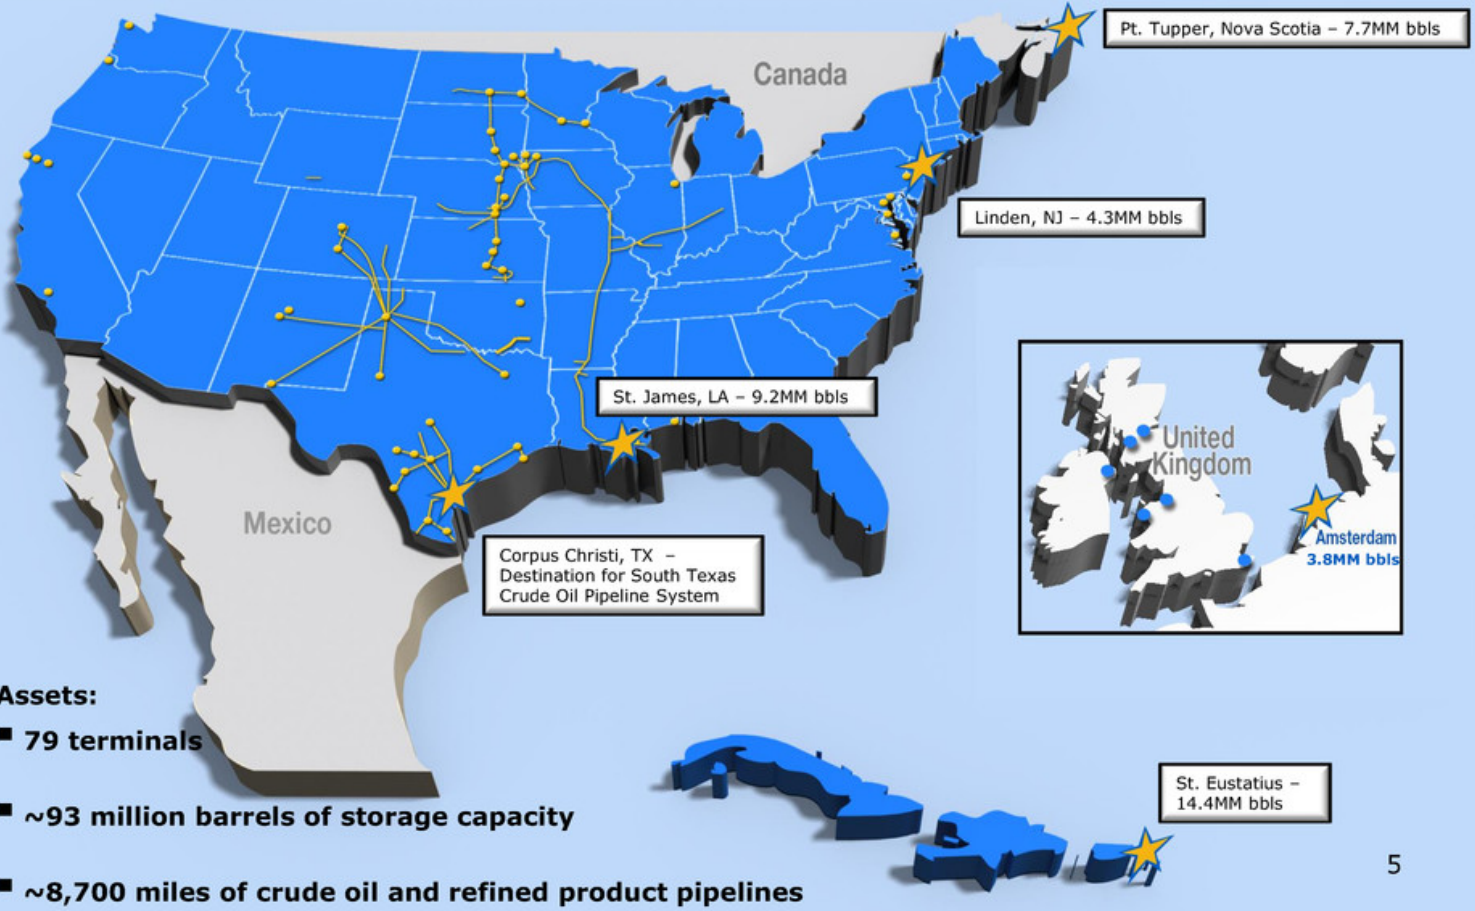 Pt. Tupper, Nova Scotia – 7.7MM bbls
Canada
Linden, NJ – 4.3MM bbls
St. James, LA – 9.2MM bbls
United
Kingdom
Amsterdam
3.8MM bbls
Mexico
Corpus Christi, TX –
Destination for South Texas
Crude Oil Pipeline System
Assets:
▪ 79 terminals
▪ ~93 million barrels of storage capacity
▪ ~8,700 miles of crude oil and refined product pipelines
St. Eustatius –
14.4MM bbls
5